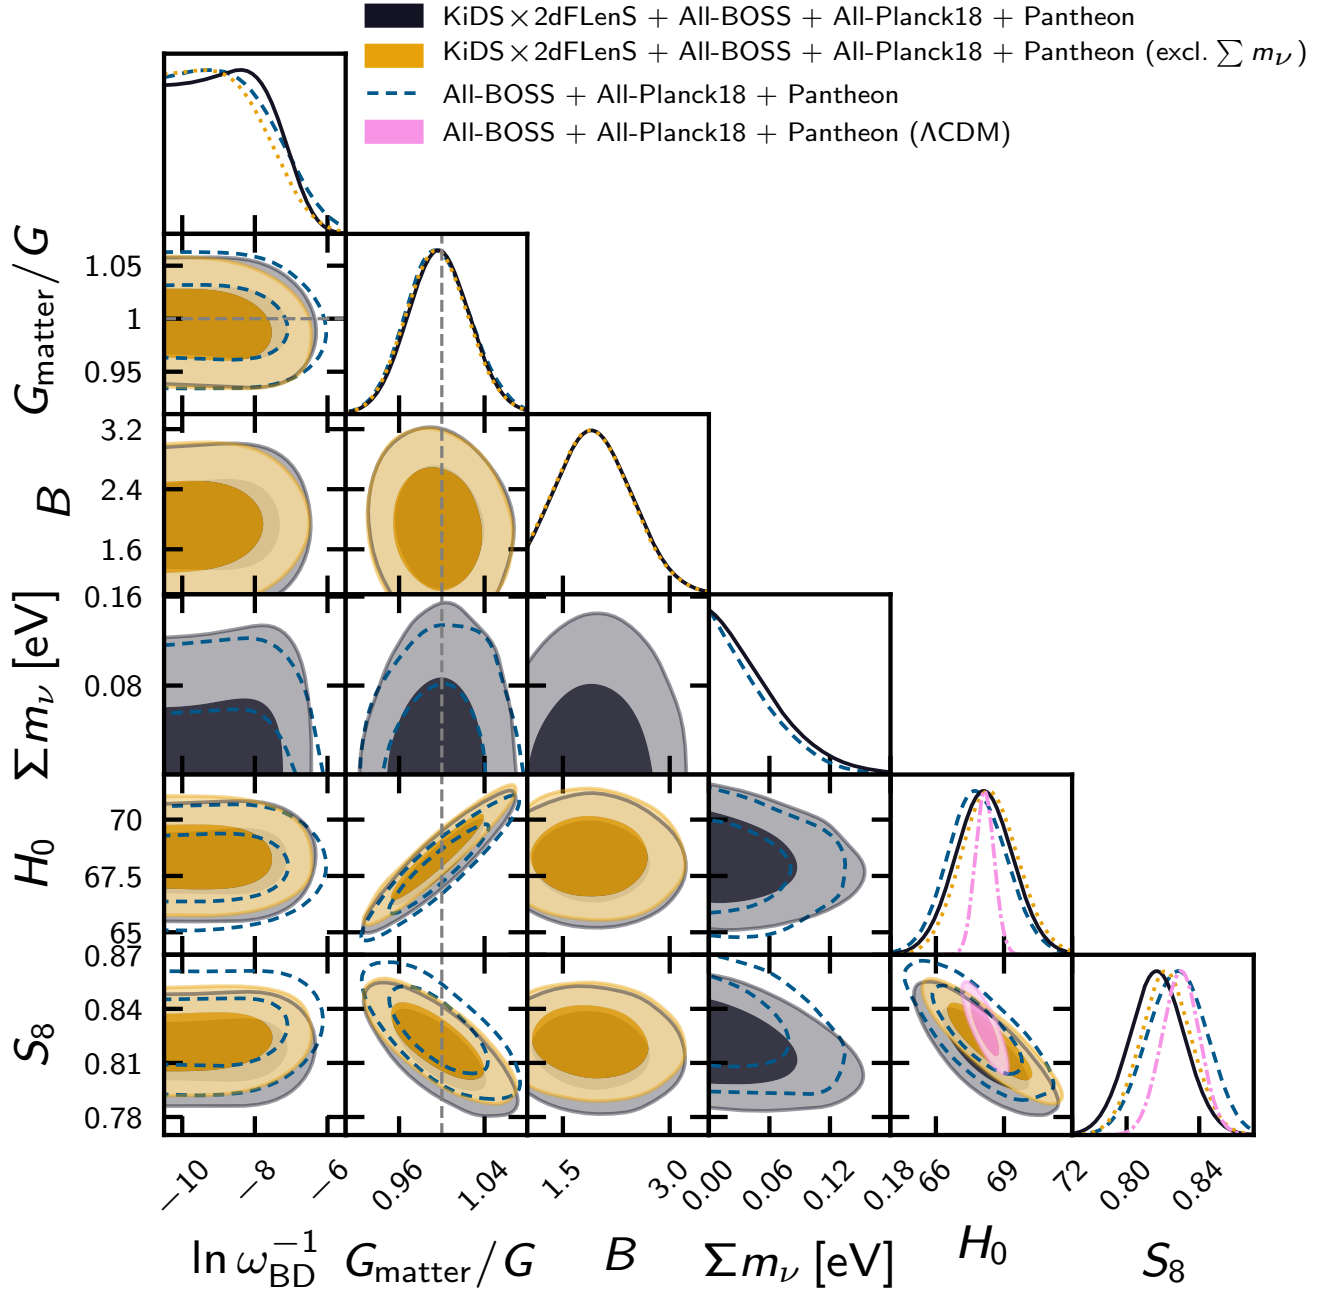 KiDS×2dFLenS + All-BOSS + All-Planck18 + Pantheon
KiDS×2dFLenS + All-BOSS + All-Planck18 + Pantheon (excl. ∑ mν)
All-BOSS + All-Planck18 + Pantheon
All-BOSS + All-Planck18 + Pantheon (ΛCDM)
G_matter/G
1.05
1
0.95
B
3.2
2.4
1.6
Σmν [eV]
0.16
0.08
H₀
70
67.5
65
S₈
0.87
0.84
0.81
0.78
−10 −8 −6 0.96 1.04 1.5 3.0 0.00 0.06 0.12 0.18 66 69 72 0.80 0.84
ln ω_BD^−1 G_matter/G B Σmν [eV] H₀ S₈